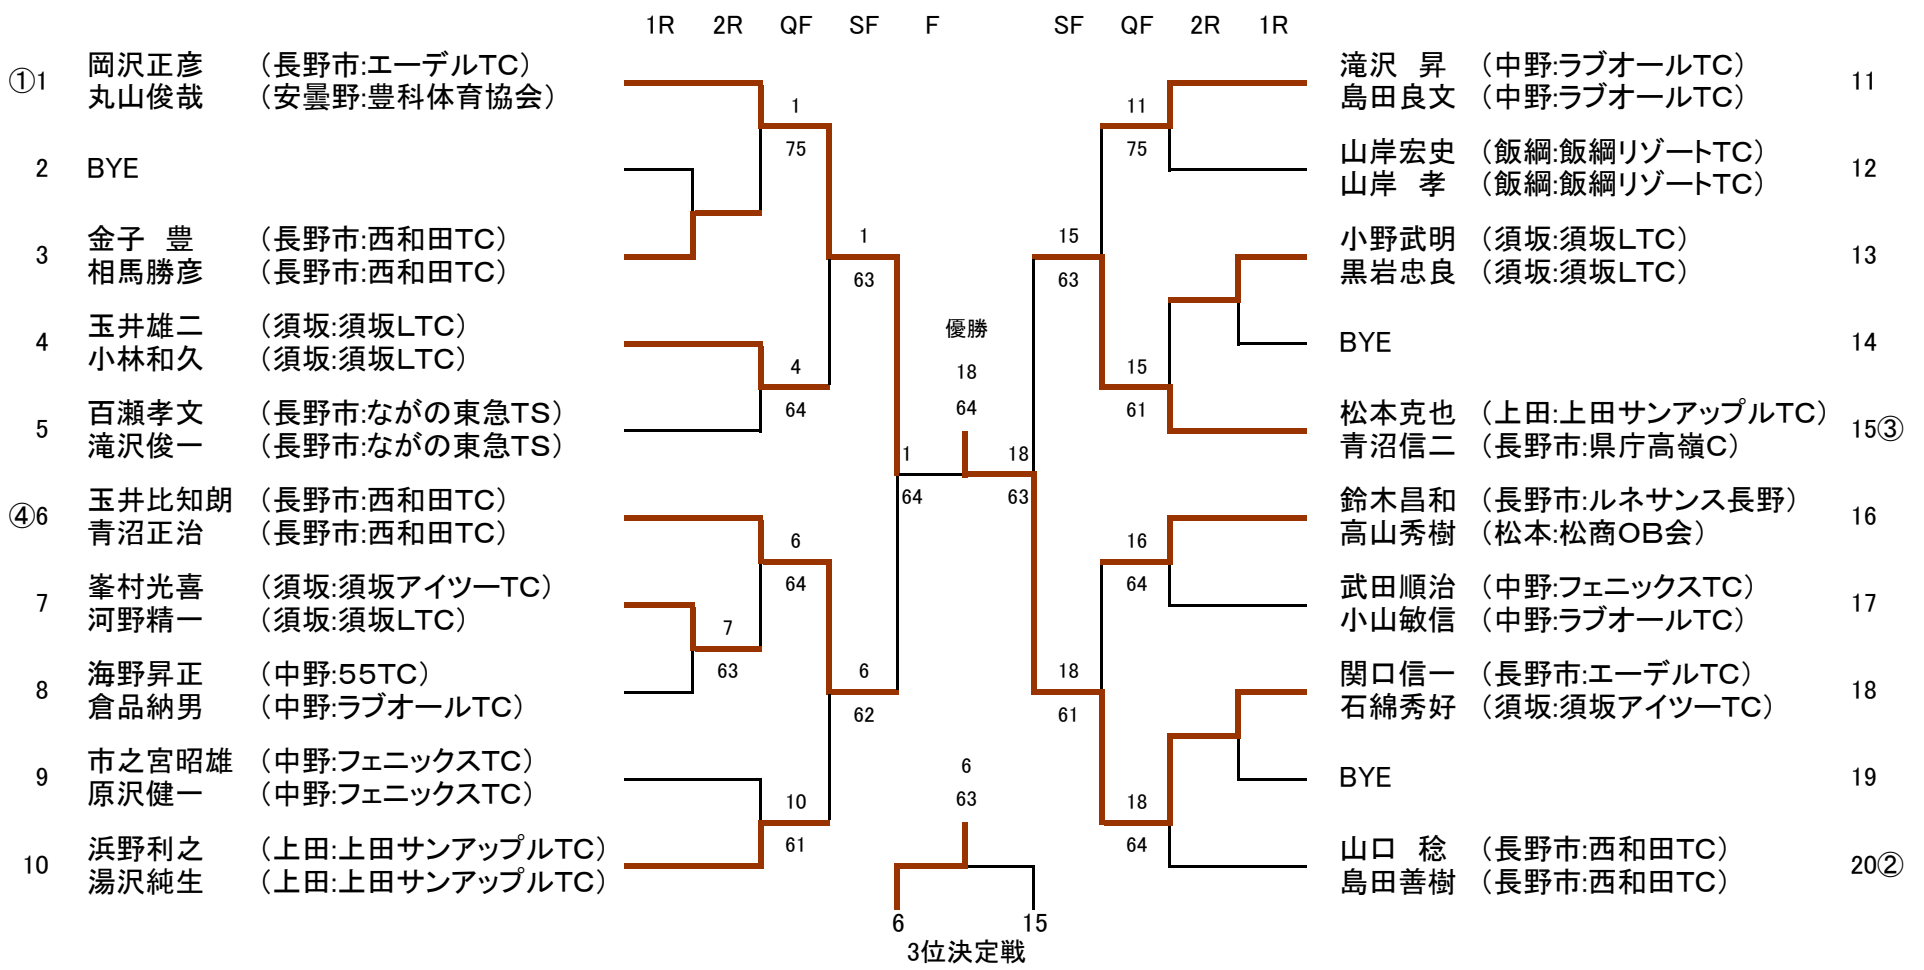 1R 2R QF SF F SF QF 2R 1R
①1 岡沢正彦 （長野市:エーデルTC）
丸山俊哉 （安曇野:豊科体育協会）
2 BYE
3 金子　豊 （長野市:西和田TC）
相馬勝彦 （長野市:西和田TC）
4 玉井雄二 （須坂:須坂LTC）
小林和久 （須坂:須坂LTC）
5 百瀬孝文 （長野市:ながの東急TS）
滝沢俊一 （長野市:ながの東急TS）
④6 玉井比知朗 （長野市:西和田TC）
青沼正治 （長野市:西和田TC）
7 峯村光喜 （須坂:須坂アイツーTC）
河野精一 （須坂:須坂LTC）
8 海野昇正 （中野:55TC）
倉品納男 （中野:ラブオールTC）
9 市之宮昭雄 （中野:フェニックスTC）
原沢健一 （中野:フェニックスTC）
10 浜野利之 （上田:上田サンアップルTC）
湯沢純生 （上田:上田サンアップルTC）
7
63
1
75
4
64
6
64
10
61
1
63
6
62
1
64
優勝
18
64
18
63
15
63
18
61
11
75
15
61
16
64
18
64
6
63
6 15
3位決定戦
滝沢　昇 （中野:ラブオールTC） 11
島田良文 （中野:ラブオールTC）
山岸宏史 （飯綱:飯綱リゾートTC） 12
山岸　孝 （飯綱:飯綱リゾートTC）
小野武明 （須坂:須坂LTC） 13
黒岩忠良 （須坂:須坂LTC）
BYE 14
松本克也 （上田:上田サンアップルTC） 15③
青沼信二 （長野市:県庁高嶺C）
鈴木昌和 （長野市:ルネサンス長野） 16
高山秀樹 （松本:松商OB会）
武田順治 （中野:フェニックスTC） 17
小山敏信 （中野:ラブオールTC）
関口信一 （長野市:エーデルTC） 18
石綿秀好 （須坂:須坂アイツーTC）
BYE 19
山口　稔 （長野市:西和田TC） 20②
島田善樹 （長野市:西和田TC）